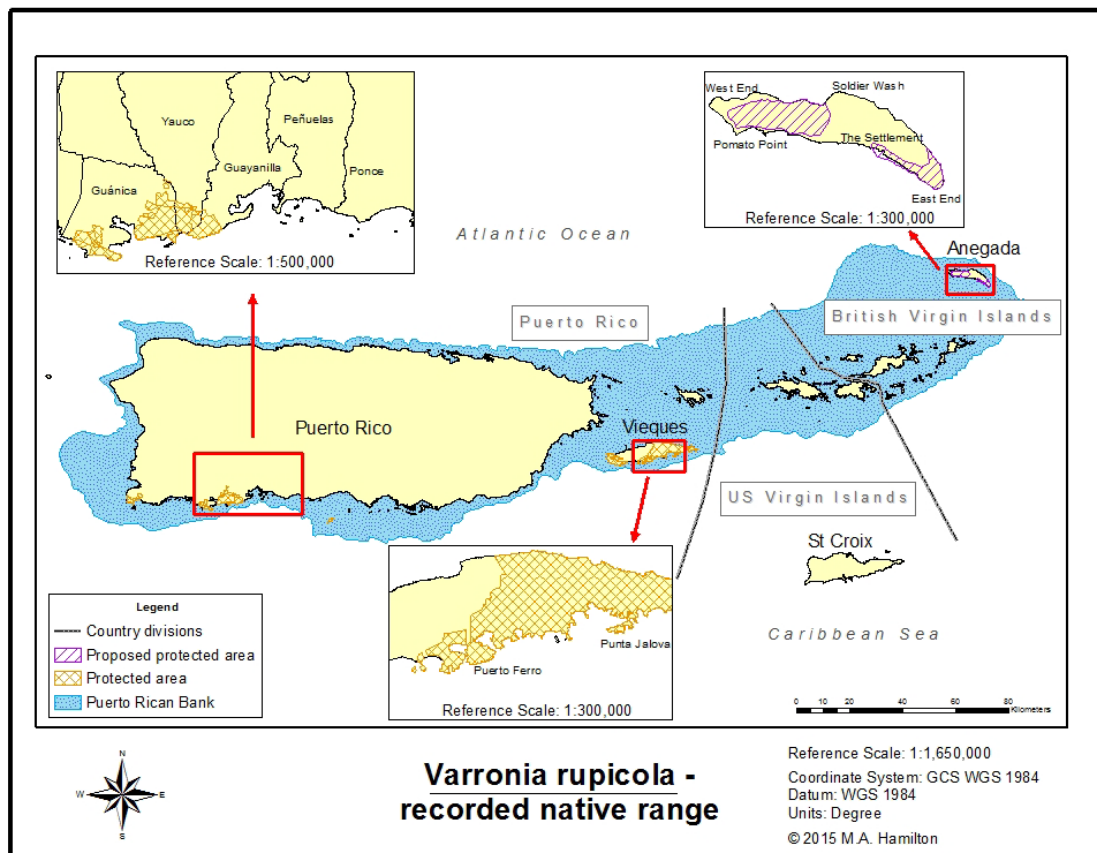 Yauco
Peñuelas
Guayanilla
Ponce
Guánica
Reference Scale: 1:500,000
West End
Soldier Wash
The Settlement
Pomato Point
East End
Reference Scale: 1:300,000
Atlantic Ocean
Anegada
Puerto Rico
British Virgin Islands
Puerto Rico
Vieques
US Virgin Islands
St Croix
Caribbean Sea
Punta Jalova
Puerto Ferro
Reference Scale: 1:300,000
Legend
Country divisions
Proposed protected area
Protected area
Puerto Rican Bank
0 20 40 60 80
Kilometers
N
W E
S
Varronia rupicola -
recorded native range
Reference Scale: 1:1,650,000
Coordinate System: GCS WGS 1984
Datum: WGS 1984
Units: Degree
© 2015 M.A. Hamilton